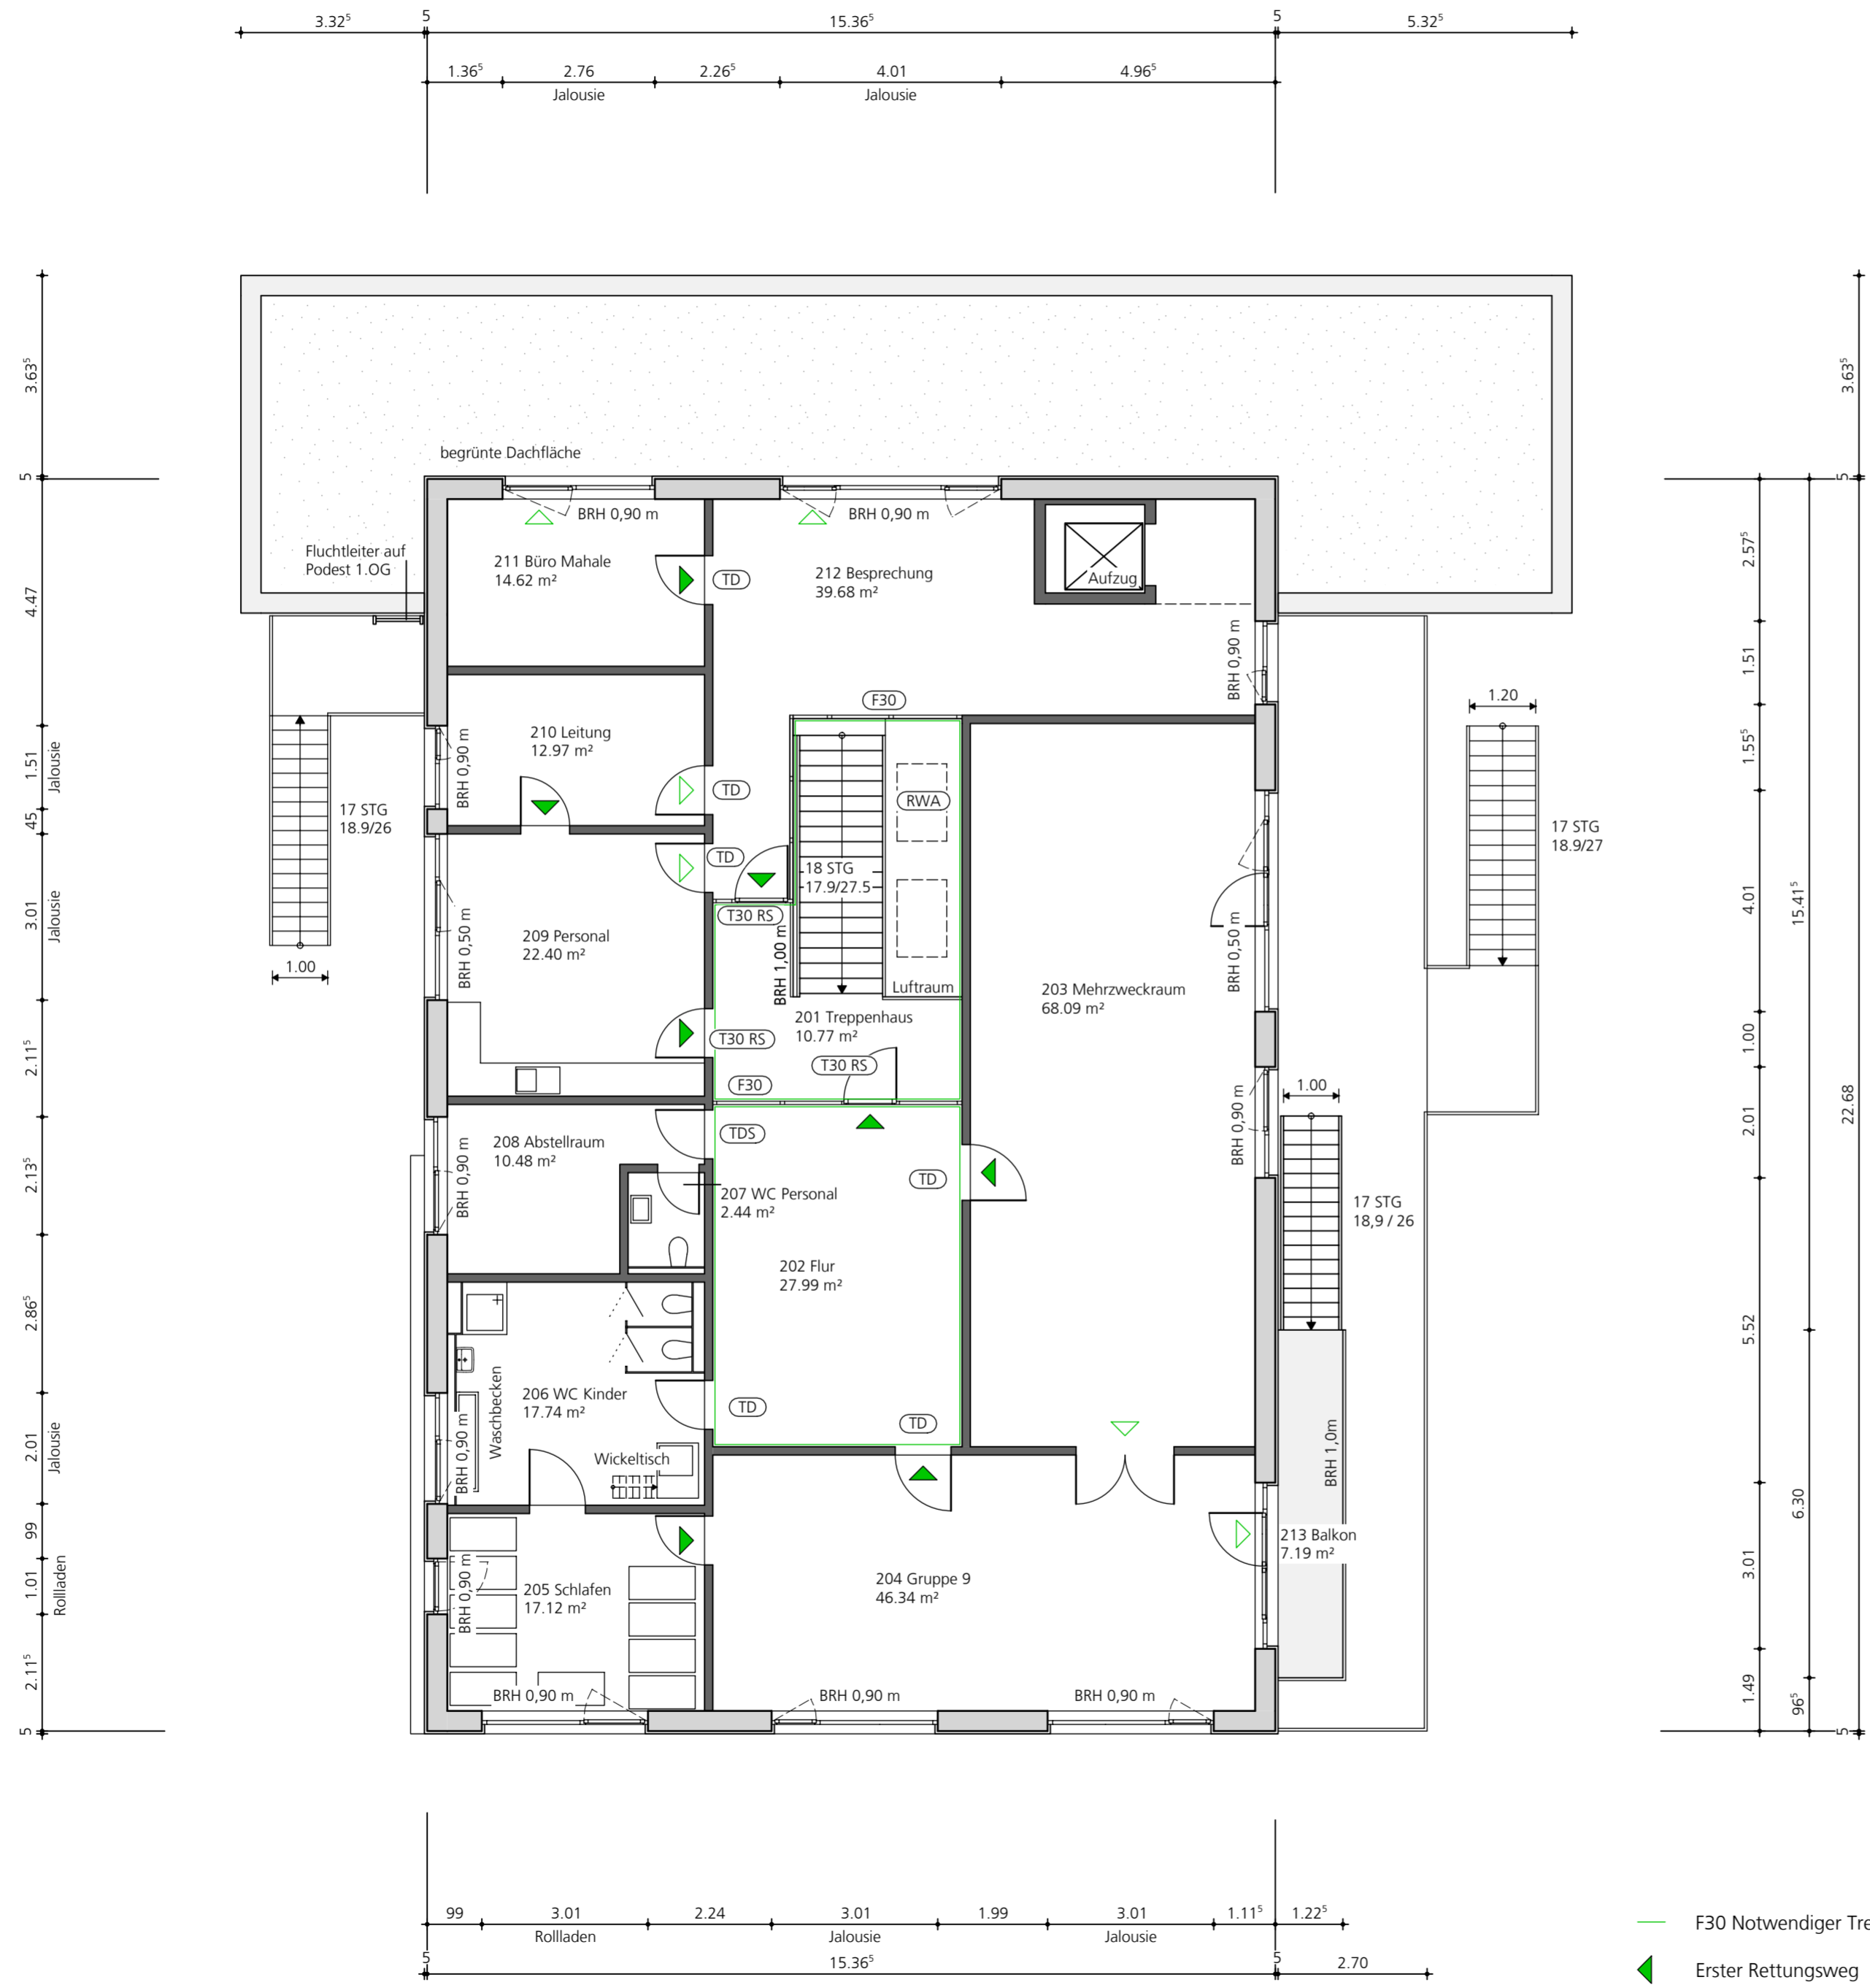 3.32⁵ 5 15.36⁵ 5 5.32⁵
1.36⁵ 2.76 2.26⁵ 4.01 4.96⁵
Jalousie Jalousie
3.63⁵
5
4.47
1.51
Jalousie
45
3.01
Jalousie
2.11⁵
2.13⁵
2.86⁵
2.01
Jalousie
99
1.01
Rollladen
2.11⁵
5
begrünte Dachfläche
Fluchtleiter auf
Podest 1.OG
BRH 0,90 m
BRH 0,90 m
211 Büro Mahale
14.62 m²
TD
212 Besprechung
39.68 m²
Aufzug
BRH 0,90 m
F30
210 Leitung
12.97 m²
BRH 0,90 m
TD
17 STG
18.9/26
1.00
TD
RWA
18 STG
17.9/27.5
T30 RS
BRH 1,00 m
Luftraum
209 Personal
22.40 m²
BRH 0,50 m
203 Mehrzweckraum
68.09 m²
BRH 0,50 m
201 Treppenhaus
10.77 m²
T30 RS
T30 RS
F30
1.20
17 STG
18.9/27
1.00
BRH 0,90 m
208 Abstellraum
10.48 m²
BRH 0,90 m
TDS
TD
207 WC Personal
2.44 m²
17 STG
18,9 / 26
202 Flur
27.99 m²
206 WC Kinder
17.74 m²
Waschbecken
BRH 0,90 m
Wickeltisch
TD
TD
BRH 1,0m
213 Balkon
7.19 m²
204 Gruppe 9
46.34 m²
205 Schlafen
17.12 m²
BRH 0,90 m
BRH 0,90 m
BRH 0,90 m
BRH 0,90 m
2.57⁵
1.51
1.55⁵
4.01
1.00
2.01
5.52
3.01
1.49
15.41⁵
6.30
96⁵
3.63⁵
5
22.68
5
99 3.01 2.24 3.01 1.99 3.01 1.11⁵ 1.22⁵
Rollladen Jalousie Jalousie
5 15.36⁵ 5 2.70
F30 Notwendiger Tre
Erster Rettungsweg